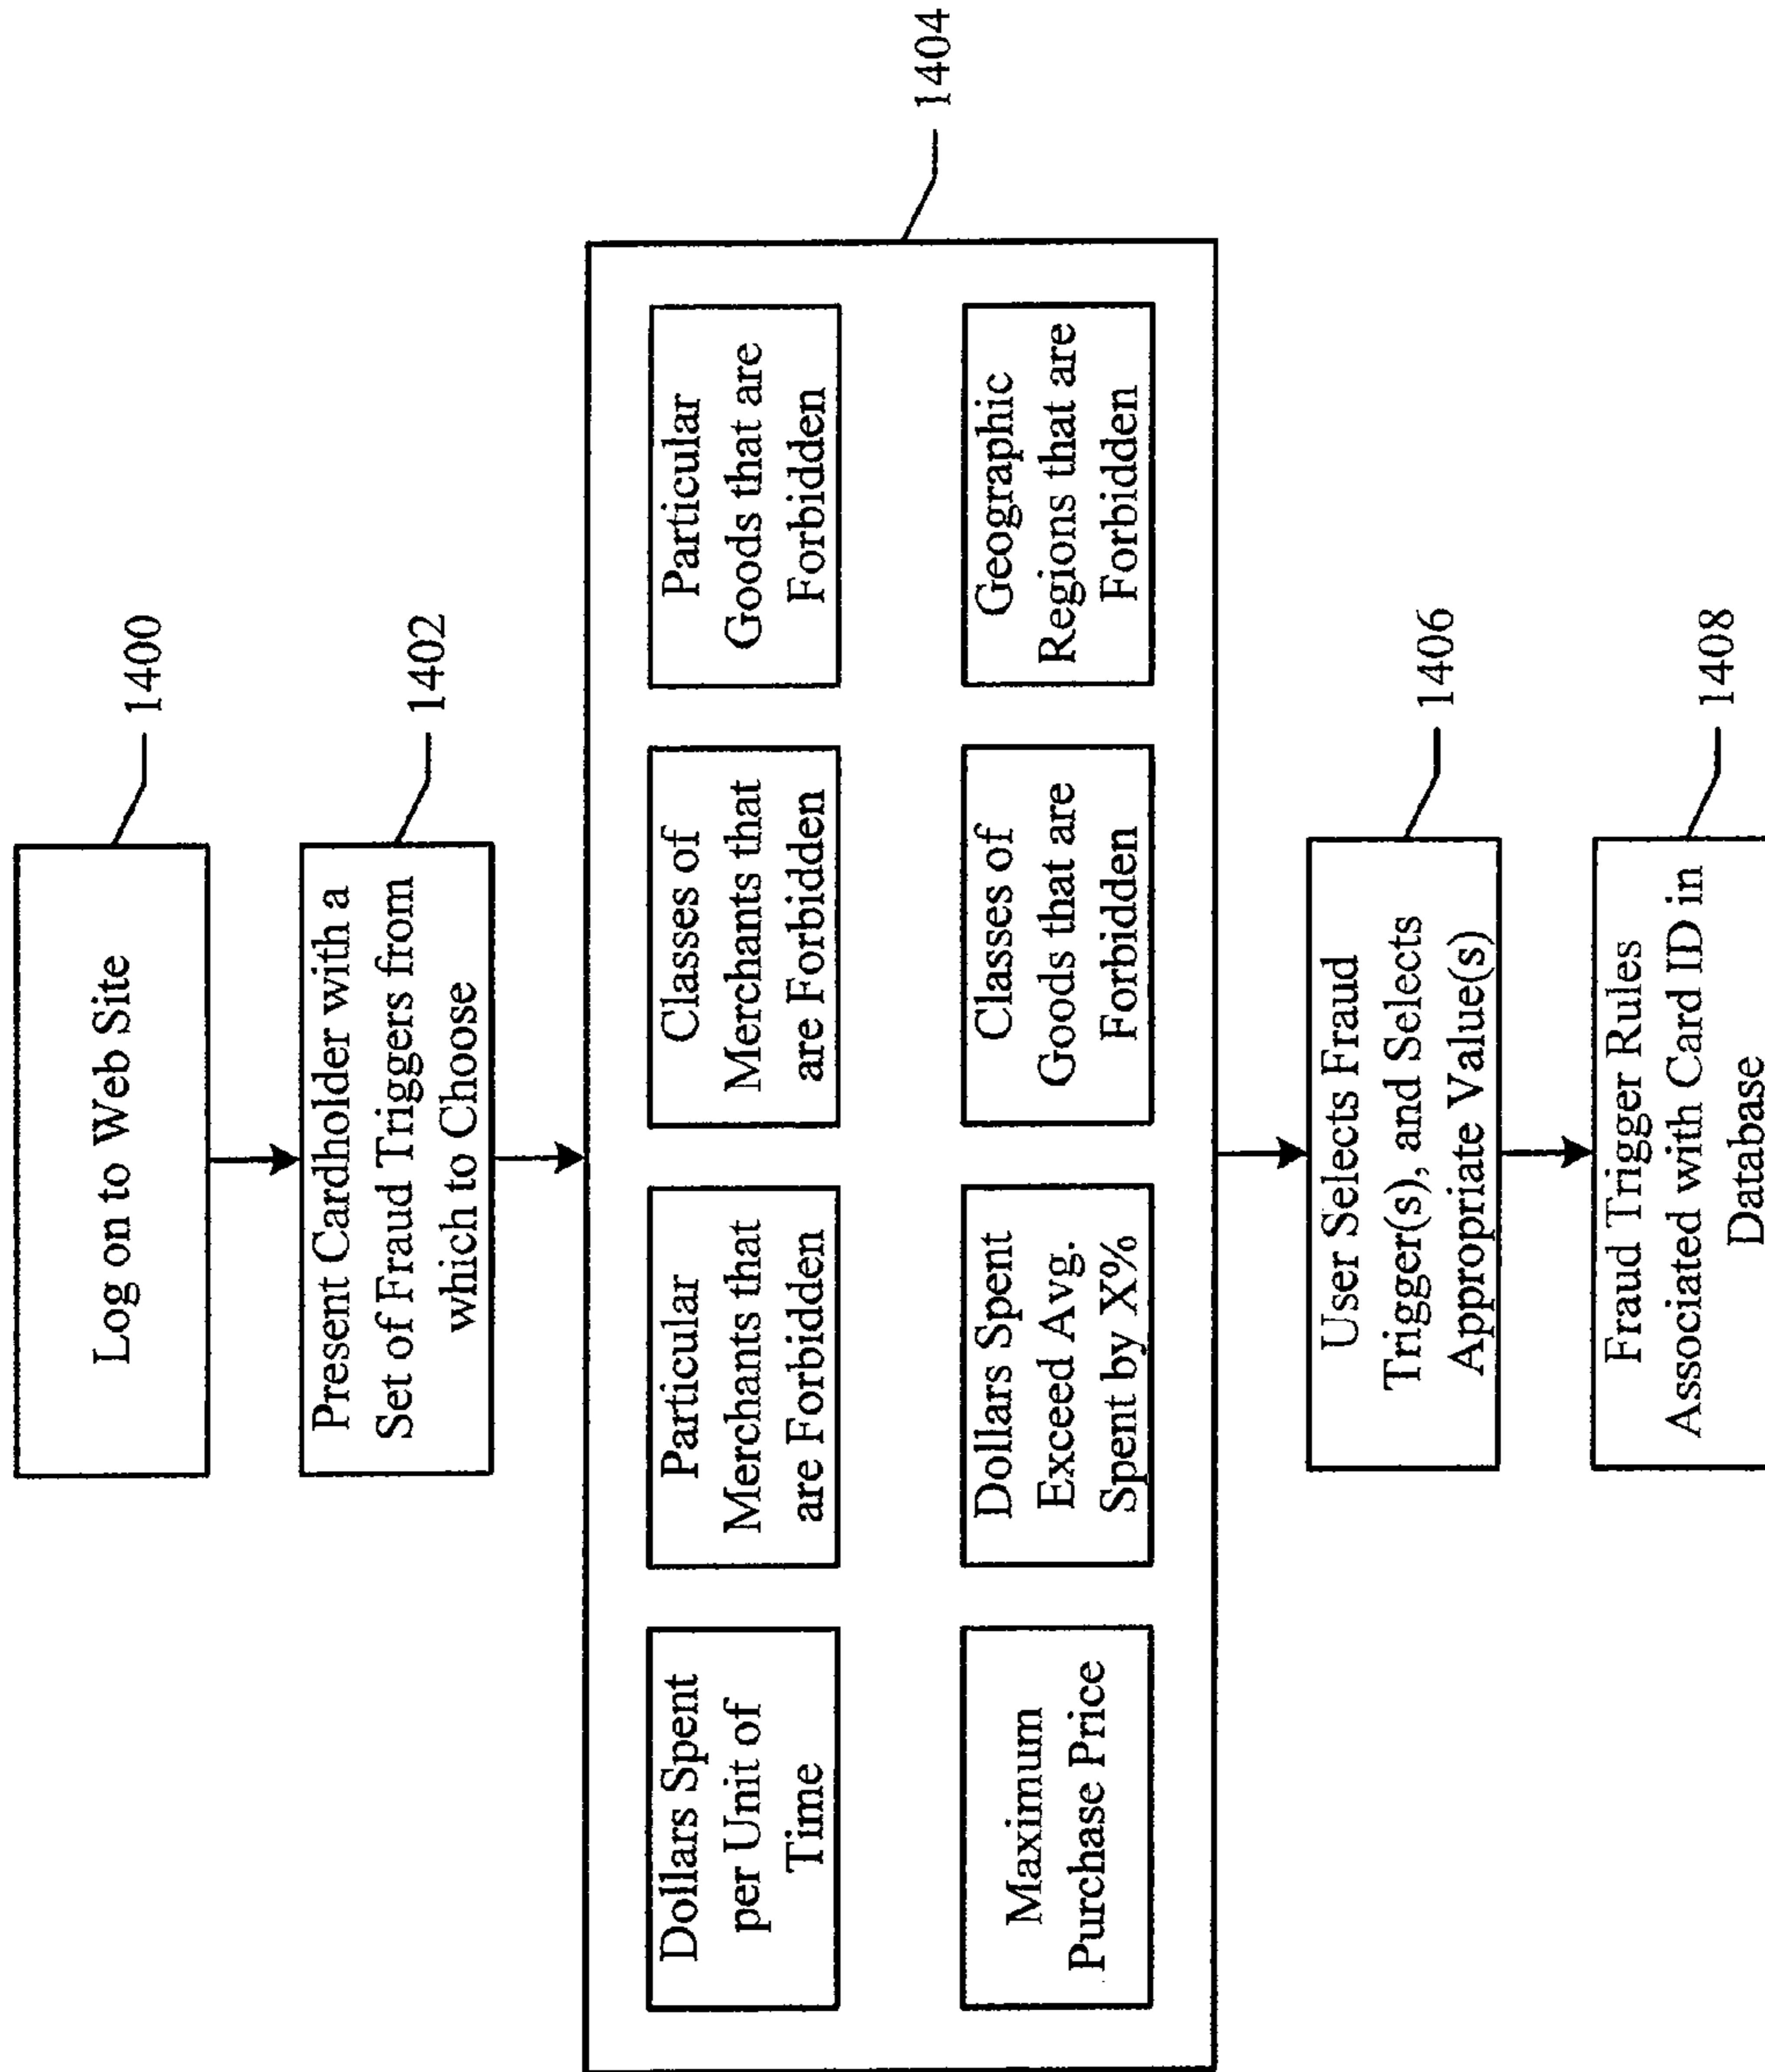 Log on to Web Site
1400
Present Cardholder with a
Set of Fraud Triggers from
which to Choose
1402
1404
Dollars Spent
per Unit of
Time
Particular
Merchants that
are Forbidden
Classes of
Merchants that
are Forbidden
Particular
Goods that are
Forbidden
Maximum
Purchase Price
Dollars Spent
Exceed Avg.
Spent by X%
Classes of
Goods that are
Forbidden
Geographic
Regions that are
Forbidden
User Selects Fraud
Trigger(s), and Selects
Appropriate Value(s)
1406
Fraud Trigger Rules
Associated with Card ID in
Database
1408